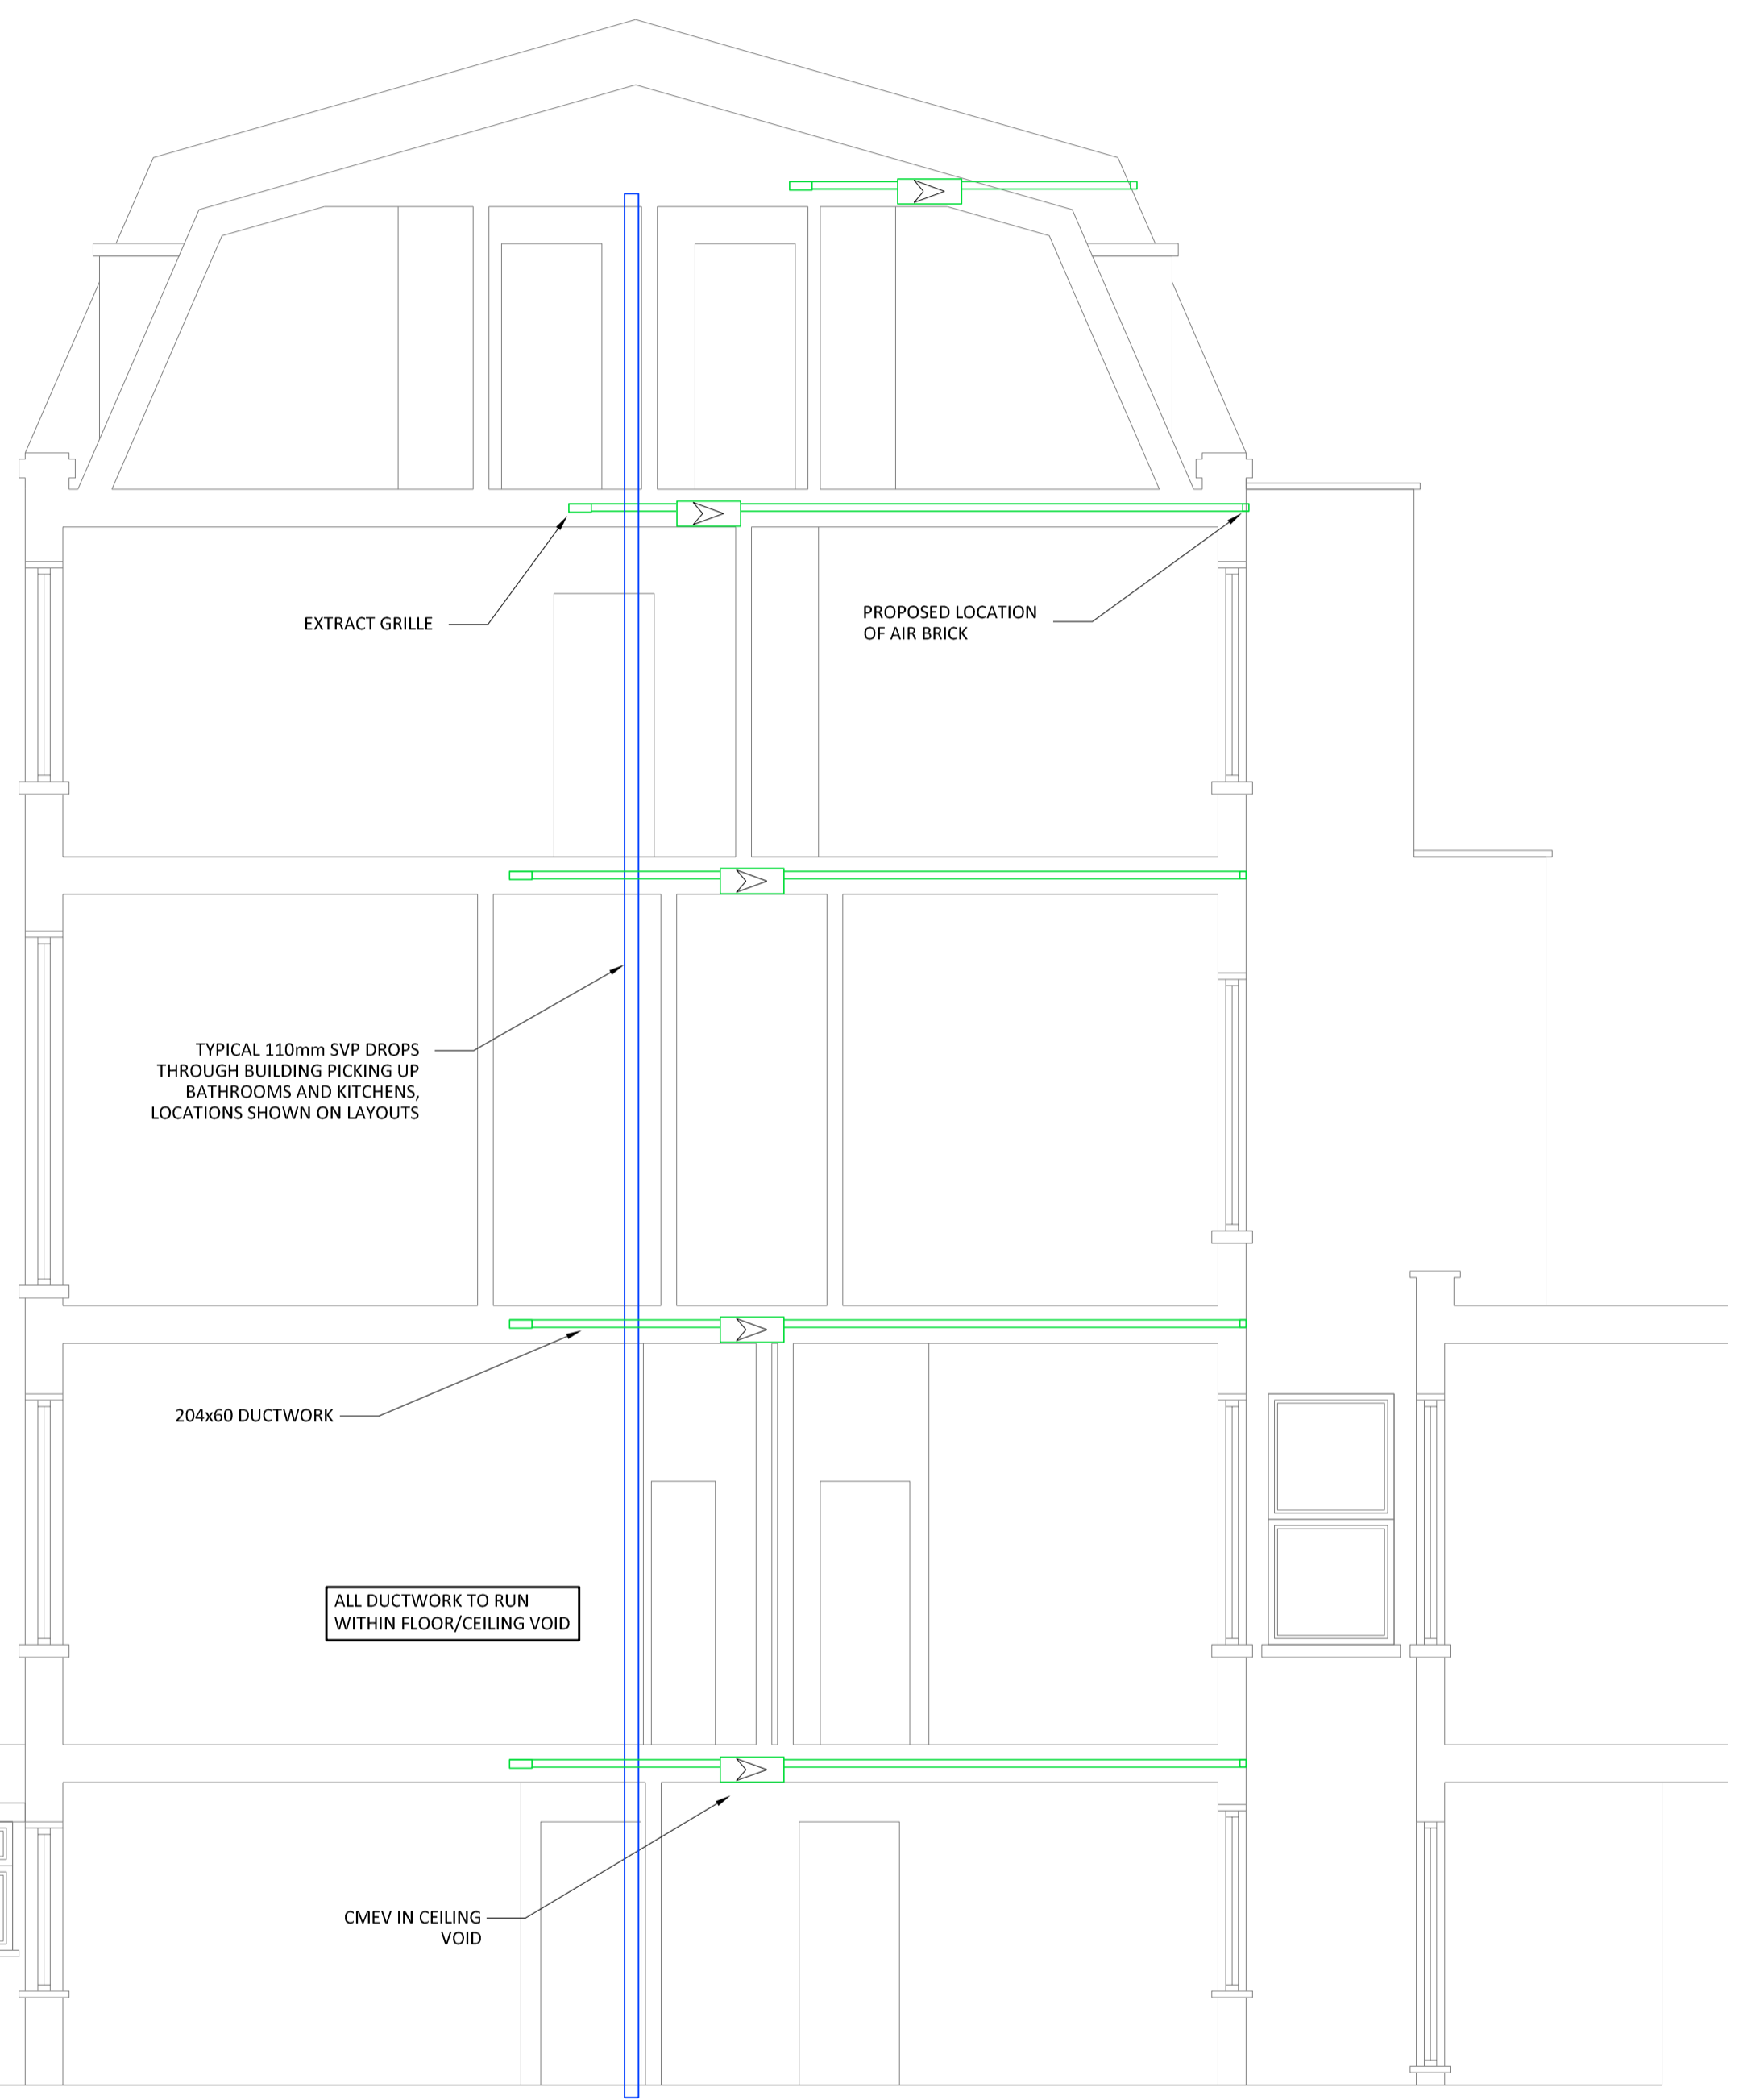 EXTRACT GRILLE
PROPOSED LOCATION
OF AIR BRICK
TYPICAL 110mm SVP DROPS
THROUGH BUILDING PICKING UP
BATHROOMS AND KITCHENS,
LOCATIONS SHOWN ON LAYOUTS
204x60 DUCTWORK
ALL DUCTWORK TO RUN
WITHIN FLOOR/CEILING VOID
CMEV IN CEILING
VOID